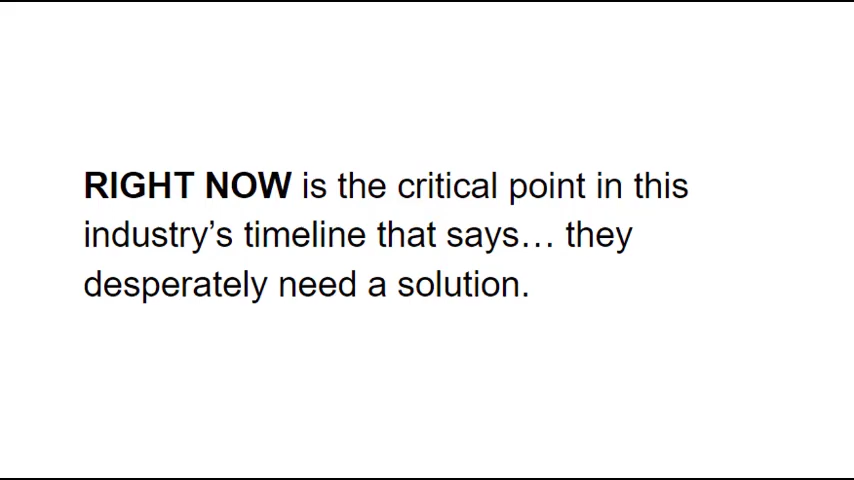 RIGHT NOW is the critical point in this
industry’s timeline that says… they
desperately need a solution.